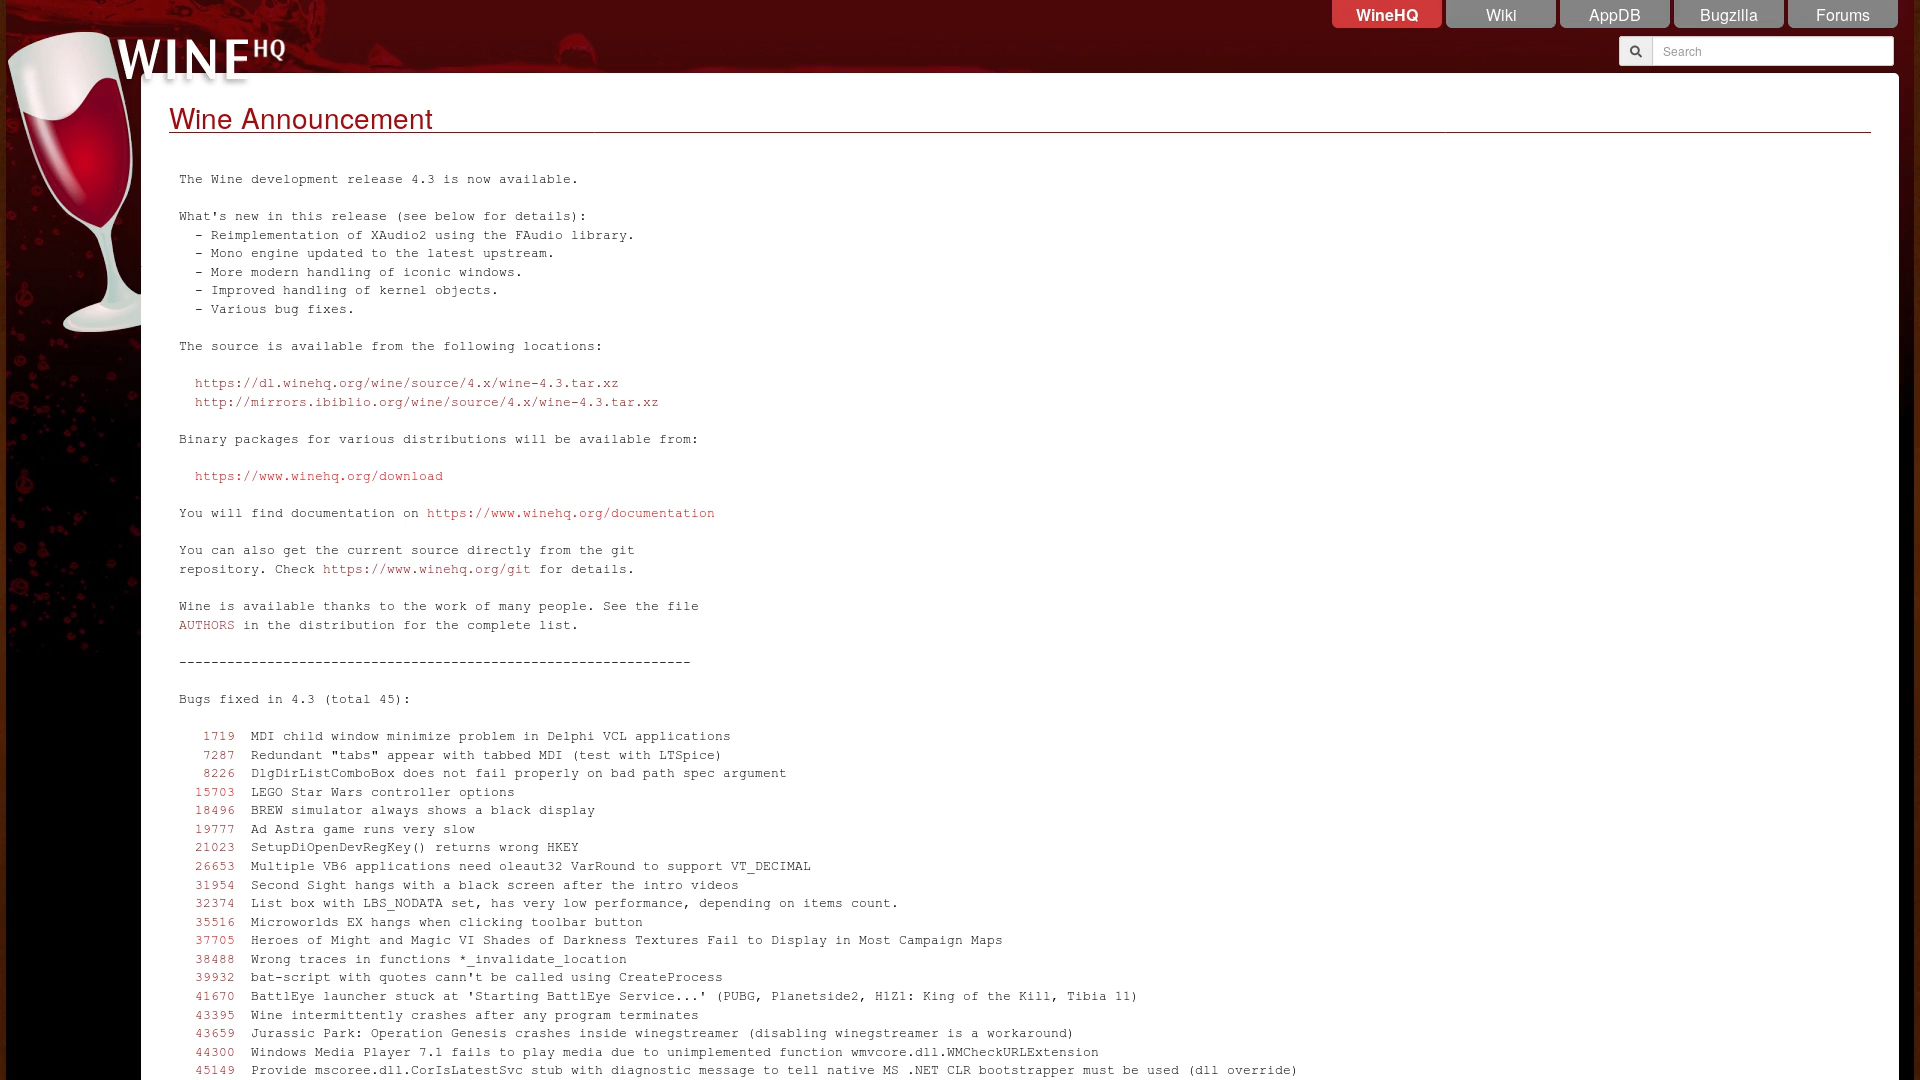 WineHQ Wiki AppDB Bugzilla Forums
WINE HQ
Search
Wine Announcement
The Wine development release 4.3 is now available.
What's new in this release (see below for details):
- Reimplementation of XAudio2 using the FAudio library.
- Mono engine updated to the latest upstream.
- More modern handling of iconic windows.
- Improved handling of kernel objects.
- Various bug fixes.
The source is available from the following locations:
https://dl.winehq.org/wine/source/4.x/wine-4.3.tar.xz
http://mirrors.ibiblio.org/wine/source/4.x/wine-4.3.tar.xz
Binary packages for various distributions will be available from:
https://www.winehq.org/download
You will find documentation on https://www.winehq.org/documentation
You can also get the current source directly from the git
repository. Check https://www.winehq.org/git for details.
Wine is available thanks to the work of many people. See the file
AUTHORS in the distribution for the complete list.
----------------------------------------------------------------
Bugs fixed in 4.3 (total 45):
1719 MDI child window minimize problem in Delphi VCL applications
7287 Redundant "tabs" appear with tabbed MDI (test with LTSpice)
8226 DlgDirListComboBox does not fail properly on bad path spec argument
15703 LEGO Star Wars controller options
18496 BREW simulator always shows a black display
19777 Ad Astra game runs very slow
21023 SetupDiOpenDevRegKey() returns wrong HKEY
26653 Multiple VB6 applications need oleaut32 VarRound to support VT_DECIMAL
31954 Second Sight hangs with a black screen after the intro videos
32374 List box with LBS_NODATA set, has very low performance, depending on items count.
35516 Microworlds EX hangs when clicking toolbar button
37705 Heroes of Might and Magic VI Shades of Darkness Textures Fail to Display in Most Campaign Maps
38488 Wrong traces in functions *_invalidate_location
39932 bat-script with quotes cann't be called using CreateProcess
41670 BattlEye launcher stuck at 'Starting BattlEye Service...' (PUBG, Planetside2, H1Z1: King of the Kill, Tibia 11)
43395 Wine intermittently crashes after any program terminates
43659 Jurassic Park: Operation Genesis crashes inside winegstreamer (disabling winegstreamer is a workaround)
44300 Windows Media Player 7.1 fails to play media due to unimplemented function wmvcore.dll.WMCheckURLExtension
45149 Provide mscoree.dll.CorIsLatestSvc stub with diagnostic message to tell native MS .NET CLR bootstrapper must be used (dll override)